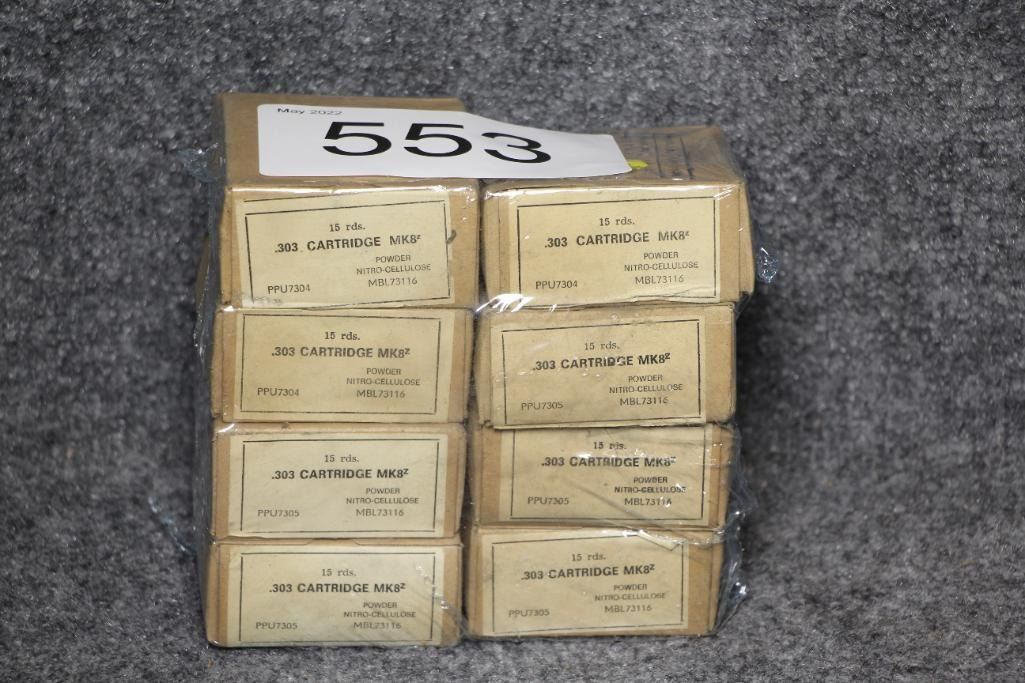 May 2022
553
15 rds.
.303 CARTRIDGE MK8Z
POWDER
NITRO-CELLULOSE
PPU7304 MBL73116
15 rds.
.303 CARTRIDGE MK8Z
POWDER
NITRO-CELLULOSE
PPU7304 MBL73116
15 rds.
.303 CARTRIDGE MK8Z
POWDER
NITRO-CELLULOSE
PPU7304 MBL73116
15 rds.
.303 CARTRIDGE MK8Z
POWDER
NITRO-CELLULOSE
PPU7305 MBL73116
15 rds.
.303 CARTRIDGE MK8Z
POWDER
NITRO-CELLULOSE
PPU7305 MBL73116
15 rds.
.303 CARTRIDGE MK8Z
POWDER
NITRO-CELLULOSE
PPU7305 MBL73116
15 rds.
.303 CARTRIDGE MK8Z
POWDER
NITRO-CELLULOSE
PPU7305 MBL73116
15 rds.
.303 CARTRIDGE MK8Z
POWDER
NITRO-CELLULOSE
PPU7305 MBL73116